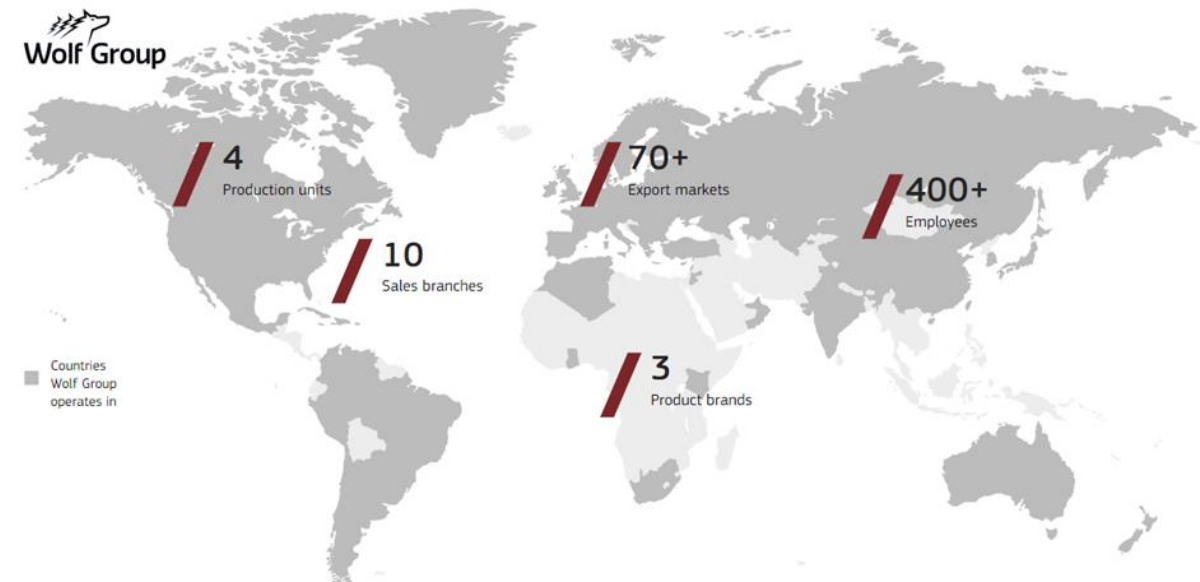 Wolf Group
4
Production units
70+
Export markets
400+
Employees
10
Sales branches
Countries
Wolf Group
operates in
3
Product brands